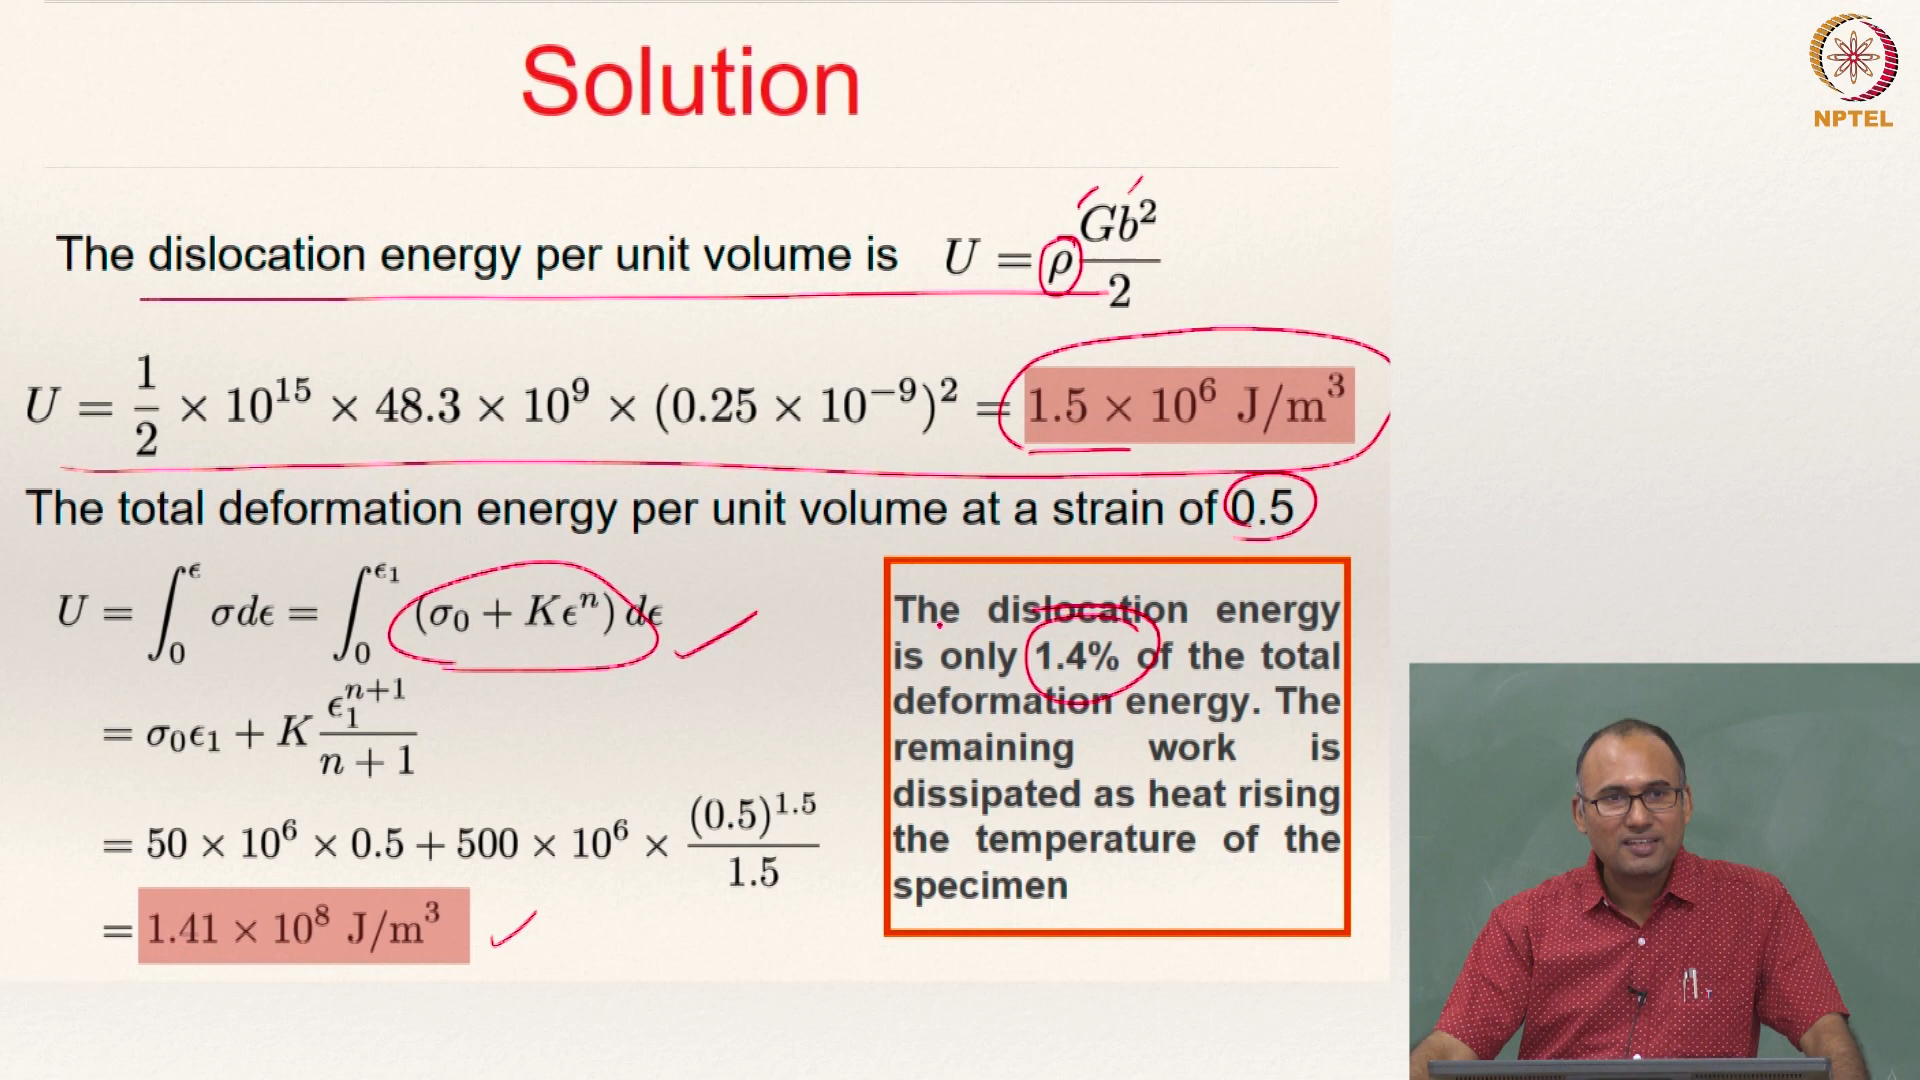 Solution
NPTEL
The dislocation energy per unit volume is U = ρ Gb²/2
U = 1/2 × 10¹⁵ × 48.3 × 10⁹ × (0.25 × 10⁻⁹)² = 1.5 × 10⁶ J/m³
The total deformation energy per unit volume at a strain of 0.5
U = ∫₀^ϵ σdϵ = ∫₀^ϵ₁ (σ₀ + Kϵⁿ) dϵ
= σ₀ϵ₁ + K ϵ₁ⁿ⁺¹/(n + 1)
= 50 × 10⁶ × 0.5 + 500 × 10⁶ × (0.5)¹·⁵/1.5
= 1.41 × 10⁸ J/m³
The dislocation energy
is only 1.4% of the total
deformation energy. The
remaining work is
dissipated as heat rising
the temperature of the
specimen